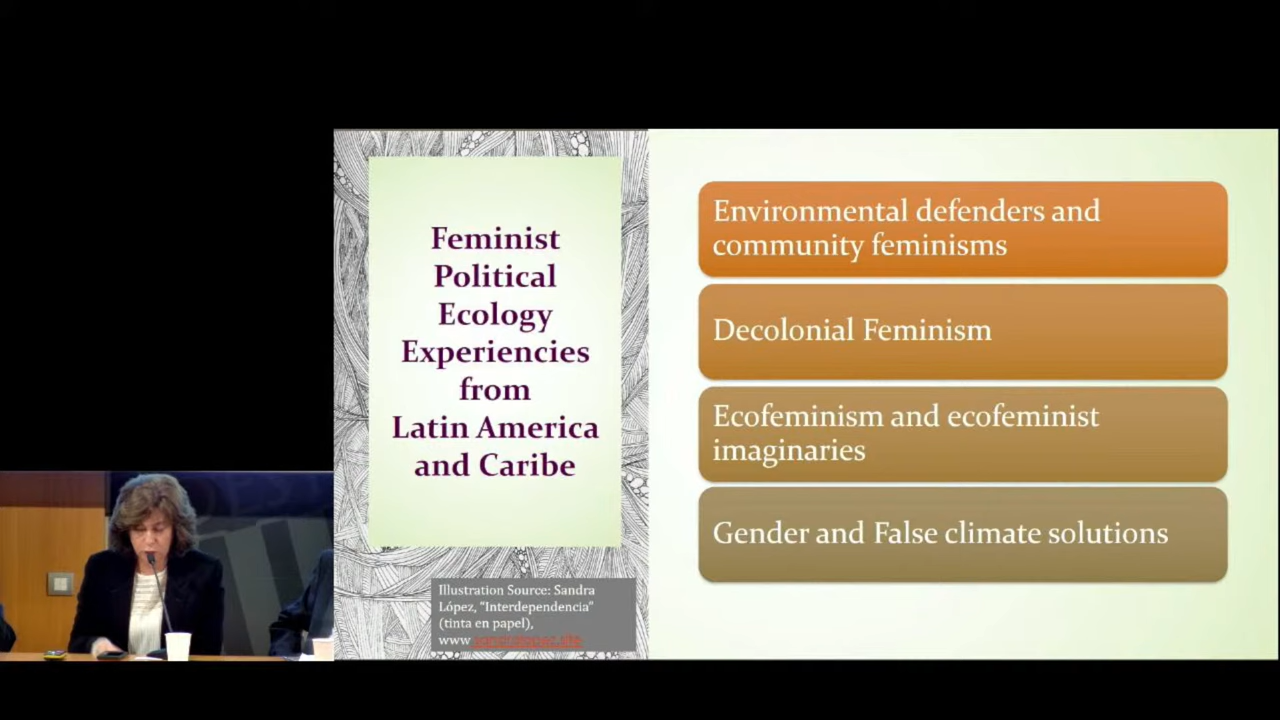 Feminist
Political
Ecology
Experiencies
from
Latin America
and Caribe
Illustration Source: Sandra
López, "Interdependencia"
(tinta en papel),
www
Environmental defenders and
community feminisms
Decolonial Feminism
Ecofeminism and ecofeminist
imaginaries
Gender and False climate solutions